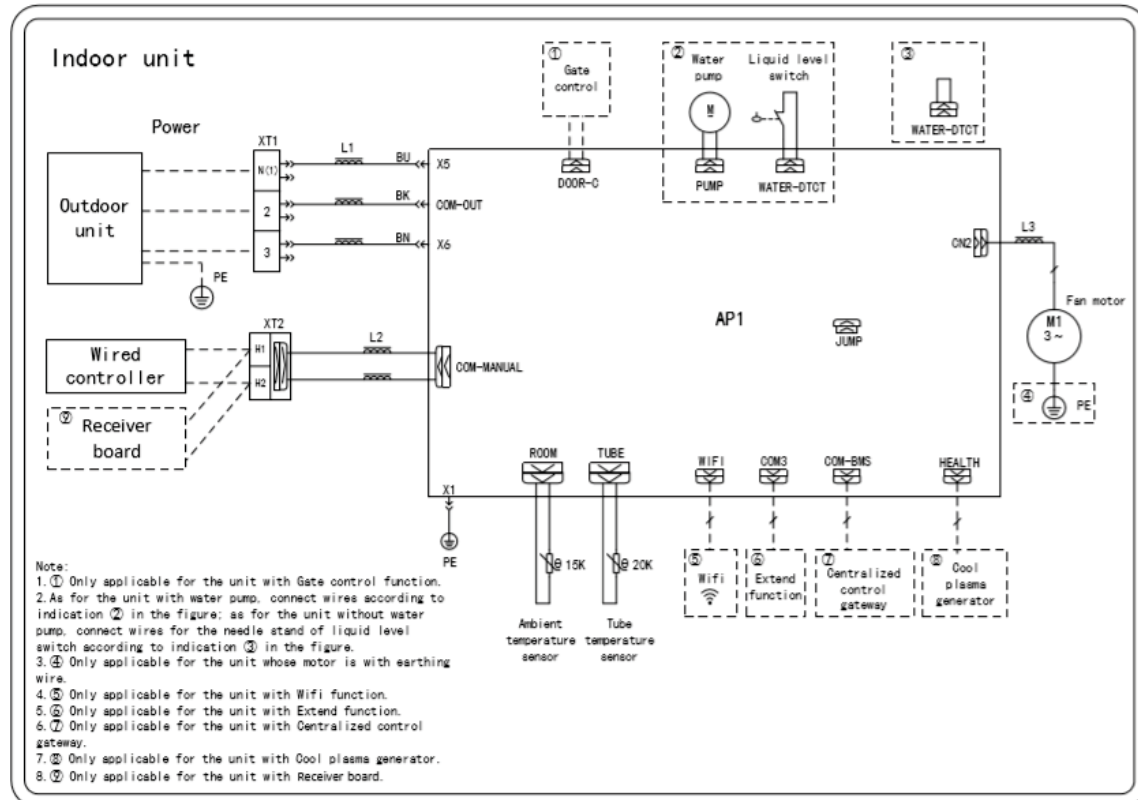 Indoor unit
Power
XT1
L1
Outdoor
unit
N(1)
2
3
BU
BK
BN
X5
COM-OUT
X6
PE
①
Gate
control
DOOR-C
②
Water
pump
Liquid level
switch
M
PUMP
WATER-DTCT
③
WATER-DTCT
CN2
L3
Fan motor
M1
3~
④
PE
AP1
JUMP
XT2
Wired
controller
H1
H2
L2
COM-MANUAL
⑨
Receiver
board
X1
PE
ROOM
TUBE
WIFI
COM3
COM-BMS
HEALTH
θ 15K
θ 20K
Ambient
temperature
sensor
Tube
temperature
sensor
⑤
Wifi
⑥
Extend
function
⑦
Centralized
control
gateway
⑧
Cool
plasma
generator
Note:
1. ① Only applicable for the unit with Gate control function.
2. As for the unit with water pump, connect wires according to
indication ② in the figure; as for the unit without water
pump, connect wires for the needle stand of liquid level
switch according to indication ③ in the figure.
3. ④ Only applicable for the unit whose motor is with earthing
wire.
4. ⑤ Only applicable for the unit with Wifi function.
5. ⑥ Only applicable for the unit with Extend function.
6. ⑦ Only applicable for the unit with Centralized control
gateway.
7. ⑧ Only applicable for the unit with Cool plasma generator.
8. ⑨ Only applicable for the unit with Receiver board.